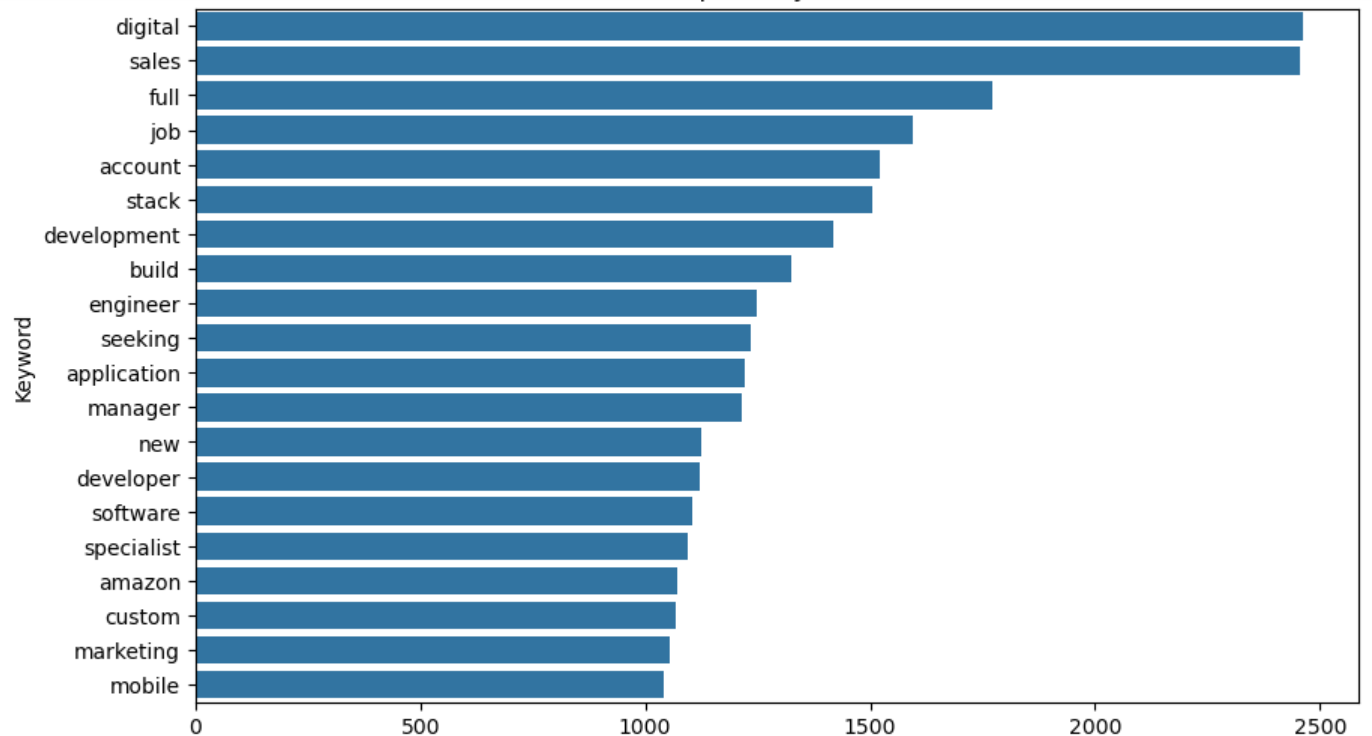 digital
sales
full
job
account
stack
development
build
engineer
seeking
application
manager
new
developer
software
specialist
amazon
custom
marketing
mobile
Keyword
0 500 1000 1500 2000 2500